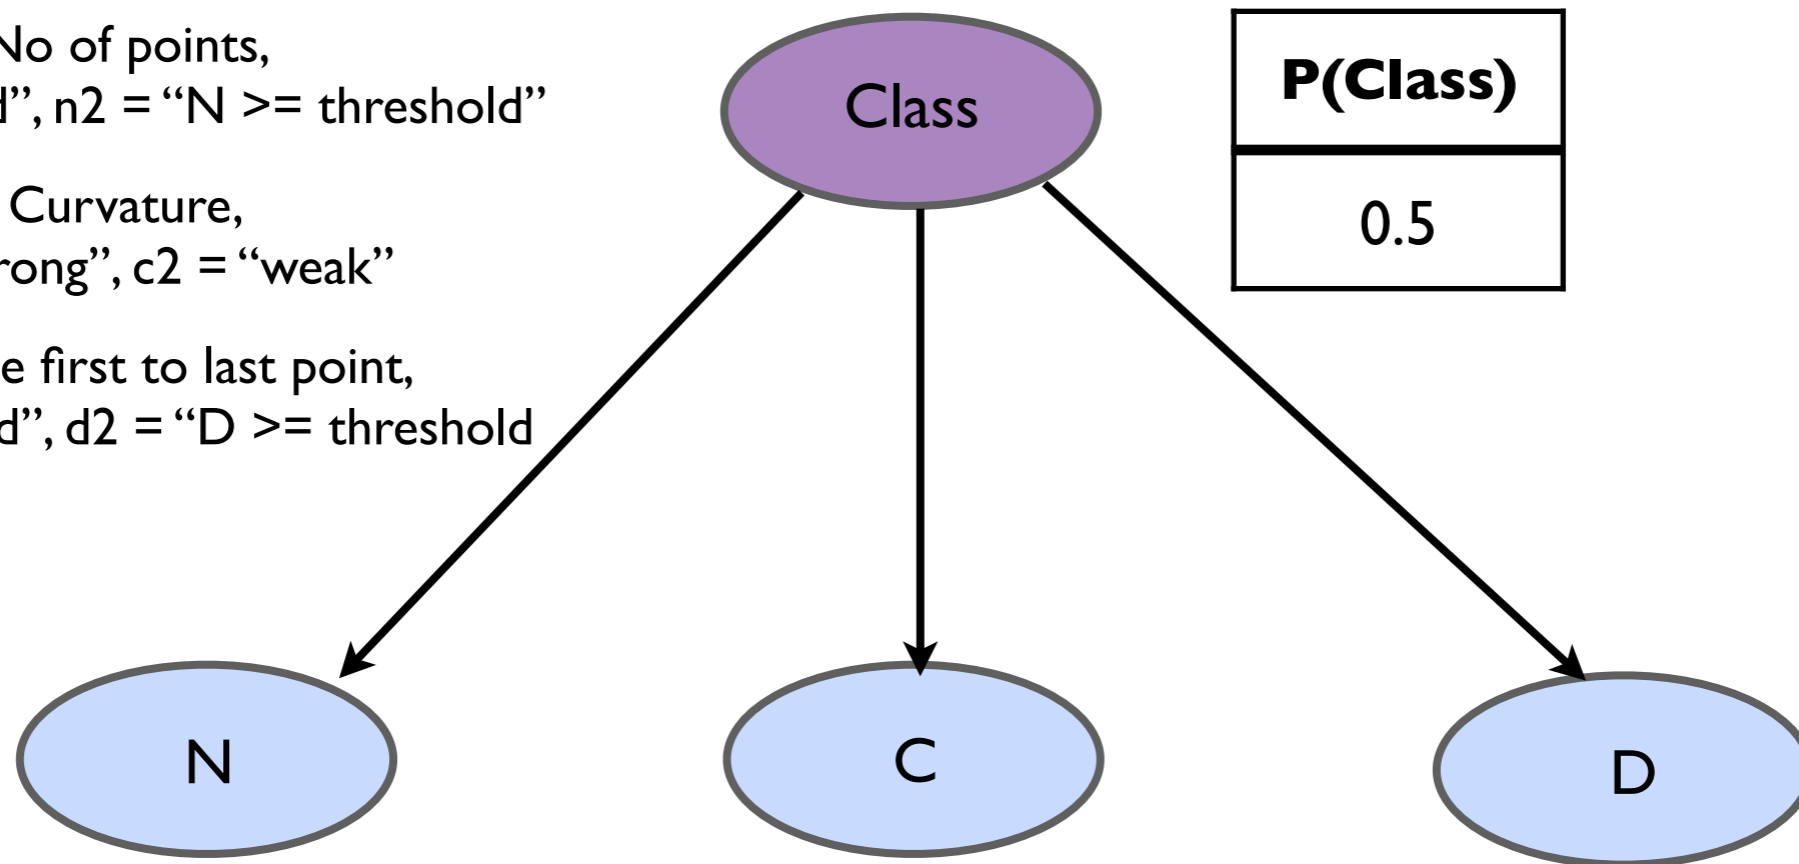 No of points,
d”, n2 = “N >= threshold”
Curvature,
rong”, c2 = “weak”
e first to last point,
d”, d2 = “D >= threshold
Class
P(Class)
0.5
N
C
D